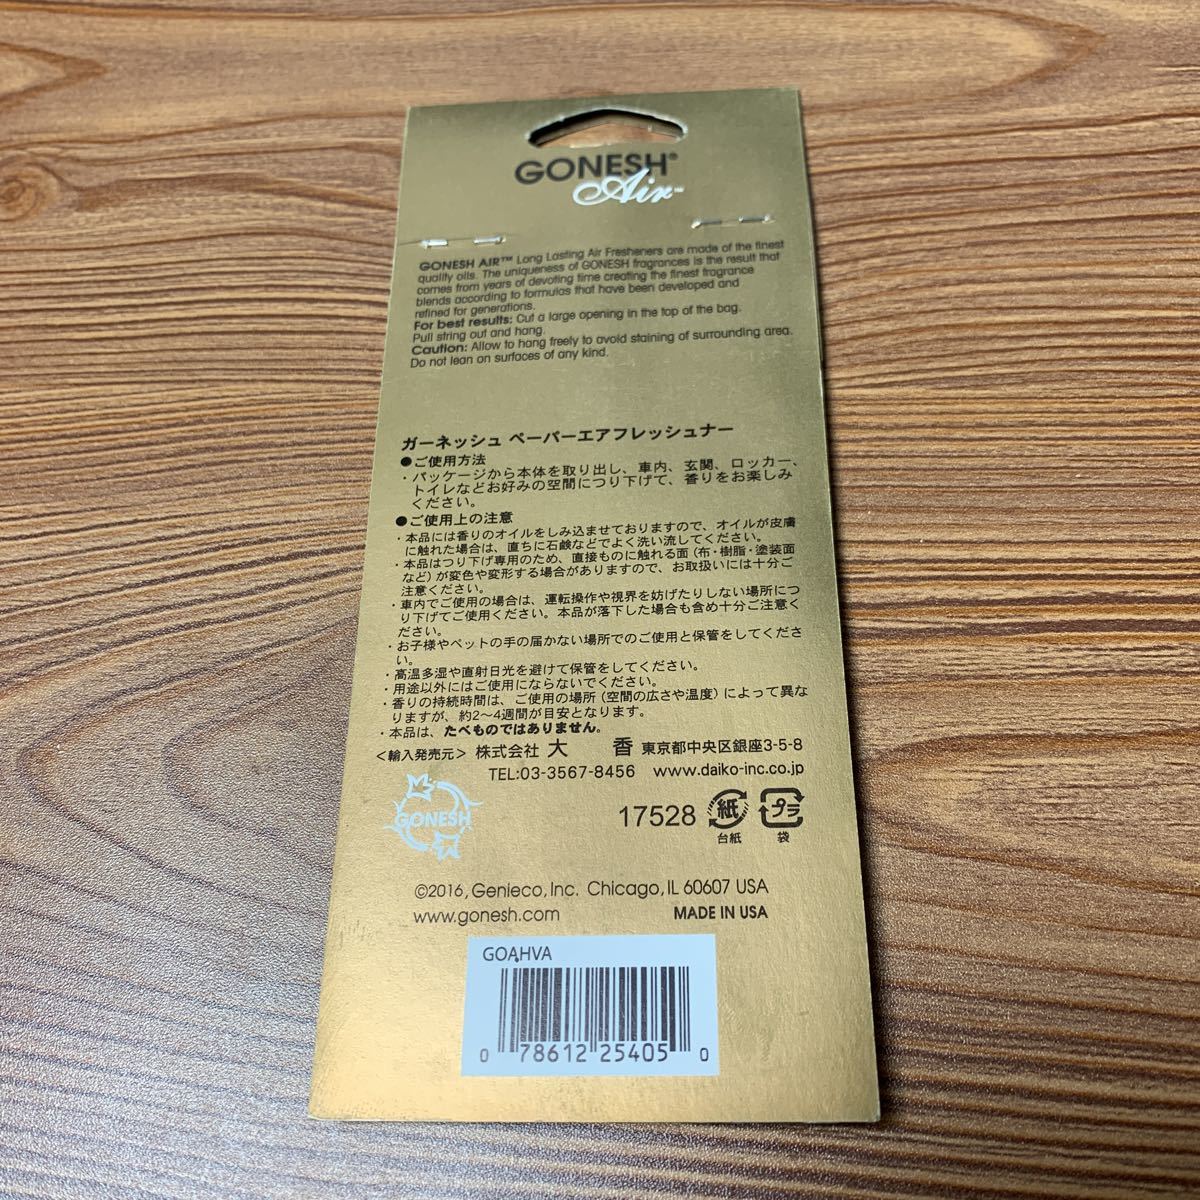 GONESH®
Air™
GONESH AIR™ Long Lasting Air Fresheners are made of the finest
quality oils. The uniqueness of GONESH fragrances is the result that
comes from years of devoting time creating the finest fragrance
blends according to formulas that have been developed and
refined for generations.
For best results: Cut a large opening in the top of the bag.
Pull string out and hang.
Caution: Allow to hang freely to avoid staining of surrounding area.
Do not lean on surfaces of any kind.
ガーネッシュ ペーパーエアフレッシュナー
●ご使用方法
・パッケージから本体を取り出し、車内、玄関、ロッカー、
トイレなどお好みの空間につり下げて、香りをお楽しみ
ください。
●ご使用上の注意
・本品には香りのオイルをしみ込ませておりますので、オイルが皮膚
に触れた場合は、直ちに石鹸などでよく洗い流してください。
・本品はつり下げ専用のため、直接ものに触れる面（布・樹脂・塗装面
など）が変色や変形する場合がありますので、お取扱いには十分ご
注意ください。
・車内でご使用の場合は、運転操作や視界を妨げたりしない場所につ
り下げてご使用ください。本品が落下した場合も含め十分ご注意く
ださい。
・お子様やペットの手の届かない場所でのご使用と保管をしてくださ
い。
・高温多湿や直射日光を避けて保管をしてください。
・用途以外にはご使用にならないでください。
・香りの持続時間は、ご使用の場所（空間の広さや温度）によって異な
りますが、約2～4週間が目安となります。
・本品は、たべものではありません。
＜輸入発売元＞ 株式会社 大 香 東京都中央区銀座3-5-8
TEL:03-3567-8456 www.daiko-inc.co.jp
GONESH
17528 紙 プラ
台紙 袋
©2016, Genieco, Inc. Chicago, IL 60607 USA
www.gonesh.com MADE IN USA
GOAHVA
0 78612 25405 0